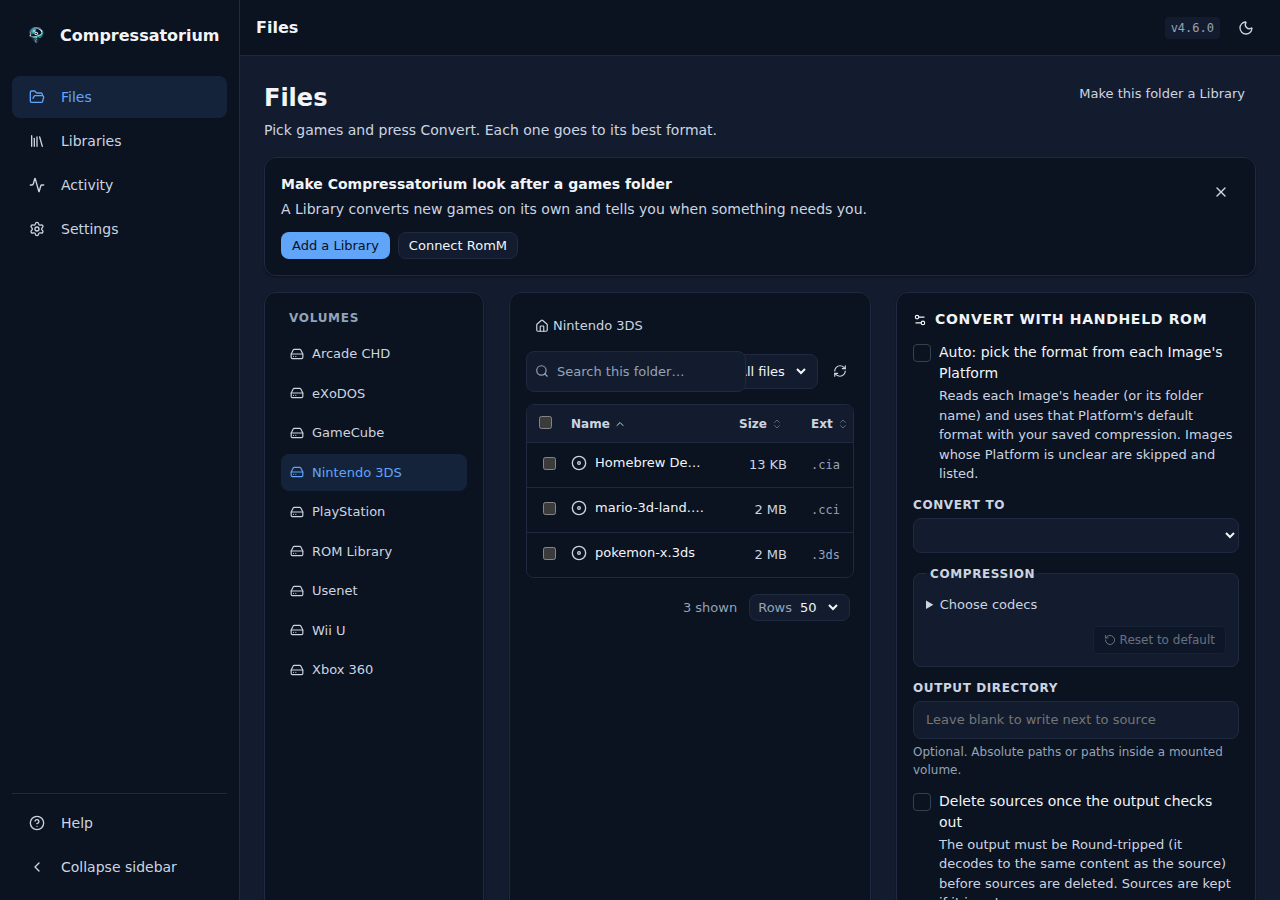 Compressatorium
Files
v4.6.0
Files
Libraries
Activity
Settings
Help
Collapse sidebar
Files
Make this folder a Library
Pick games and press Convert. Each one goes to its best format.
Make Compressatorium look after a games folder
A Library converts new games on its own and tells you when something needs you.
Add a Library
Connect RomM
VOLUMES
Arcade CHD
eXoDOS
GameCube
Nintendo 3DS
PlayStation
ROM Library
Usenet
Wii U
Xbox 360
Nintendo 3DS
Search this folder…
ll files
Name Size Ext
Homebrew De… 13 KB .cia
mario-3d-land.… 2 MB .cci
pokemon-x.3ds 2 MB .3ds
3 shown Rows 50
CONVERT WITH HANDHELD ROM
Auto: pick the format from each Image's
Platform
Reads each Image's header (or its folder
name) and uses that Platform's default
format with your saved compression. Images
whose Platform is unclear are skipped and
listed.
CONVERT TO
COMPRESSION
Choose codecs
Reset to default
OUTPUT DIRECTORY
Leave blank to write next to source
Optional. Absolute paths or paths inside a mounted
volume.
Delete sources once the output checks
out
The output must be Round-tripped (it
decodes to the same content as the source)
before sources are deleted. Sources are kept